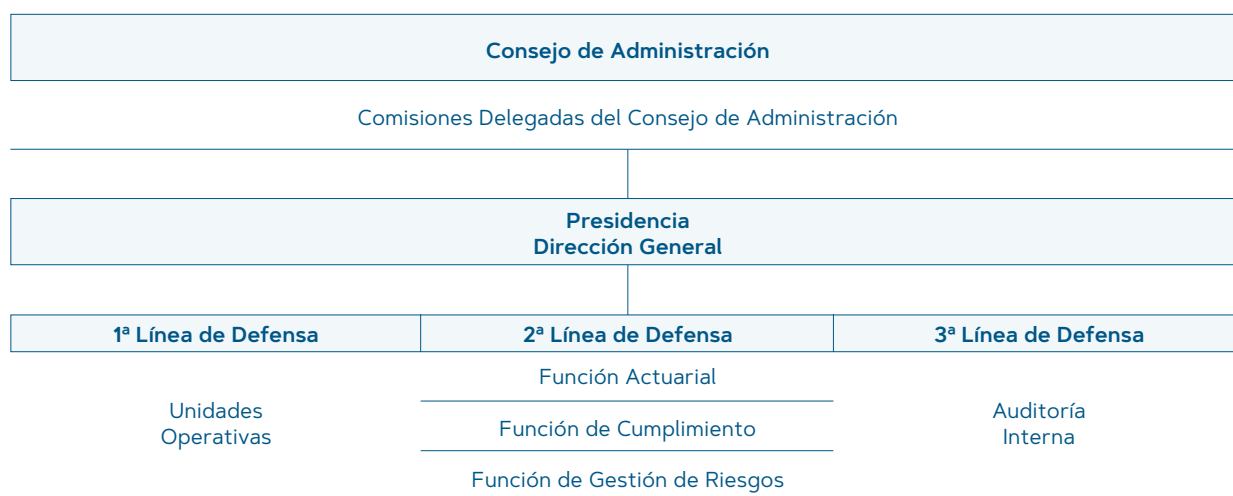 Consejo de Administración
Comisiones Delegadas del Consejo de Administración
Presidencia
Dirección General
1ª Línea de Defensa
2ª Línea de Defensa
3ª Línea de Defensa
Unidades
Operativas
Función Actuarial
Función de Cumplimiento
Función de Gestión de Riesgos
Auditoría
Interna